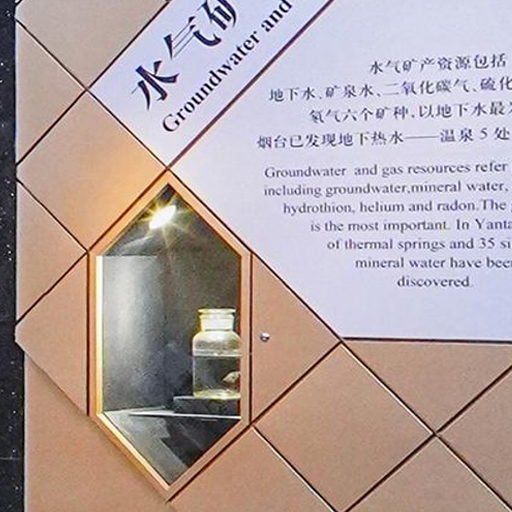 水气矿
Groundwater and
水气矿产资源包括
地下水、矿泉水、二氧化碳气、硫化
氡气六个矿种，以地下水最
烟台已发现地下热水——温泉 5 处
Groundwater and gas resources refer
including groundwater,mineral water,
hydrothion, helium and radon.The
is the most important. In Yanta
of thermal springs and 35 si
mineral water have bee
discovered.